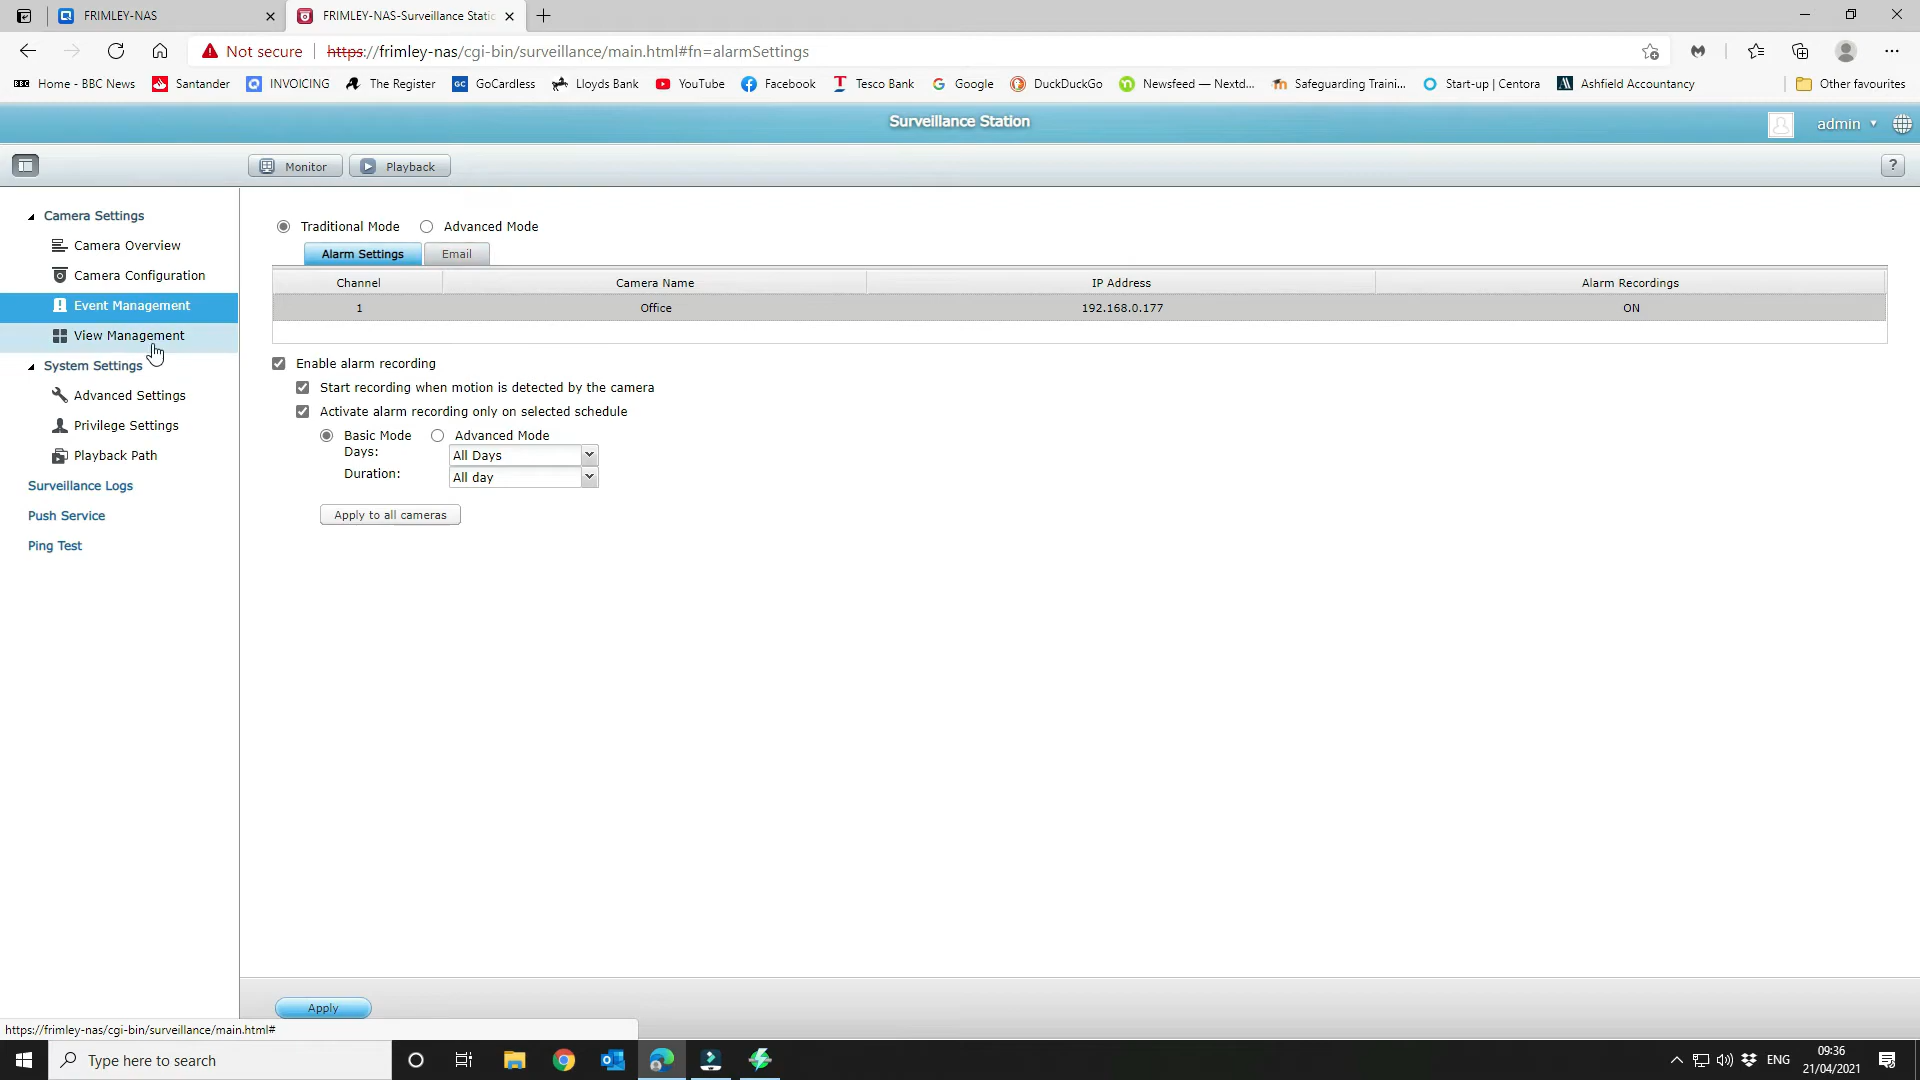 FRIMLEY-NAS
FRIMLEY-NAS-Surveillance Static
Not secure
https://frimley-nas/cgi-bin/surveillance/main.html#fn=alarmSettings
BBC Home - BBC News
Santander
INVOICING
The Register
GC GoCardless
Lloyds Bank
YouTube
Facebook
Tesco Bank
Google
DuckDuckGo
Newsfeed — Nextd...
Safeguarding Traini...
Start-up | Centora
Ashfield Accountancy
Other favourites
Surveillance Station
admin
Monitor
Playback
?
Camera Settings
Camera Overview
Camera Configuration
Event Management
View Management
System Settings
Advanced Settings
Privilege Settings
Playback Path
Surveillance Logs
Push Service
Ping Test
Traditional Mode Advanced Mode
Alarm Settings Email
Channel Camera Name IP Address Alarm Recordings
1 Office 192.168.0.177 ON
Enable alarm recording
Start recording when motion is detected by the camera
Activate alarm recording only on selected schedule
Basic Mode Advanced Mode
Days: All Days
Duration: All day
Apply to all cameras
Apply
https://frimley-nas/cgi-bin/surveillance/main.html#
Type here to search
ENG
09:36
21/04/2021